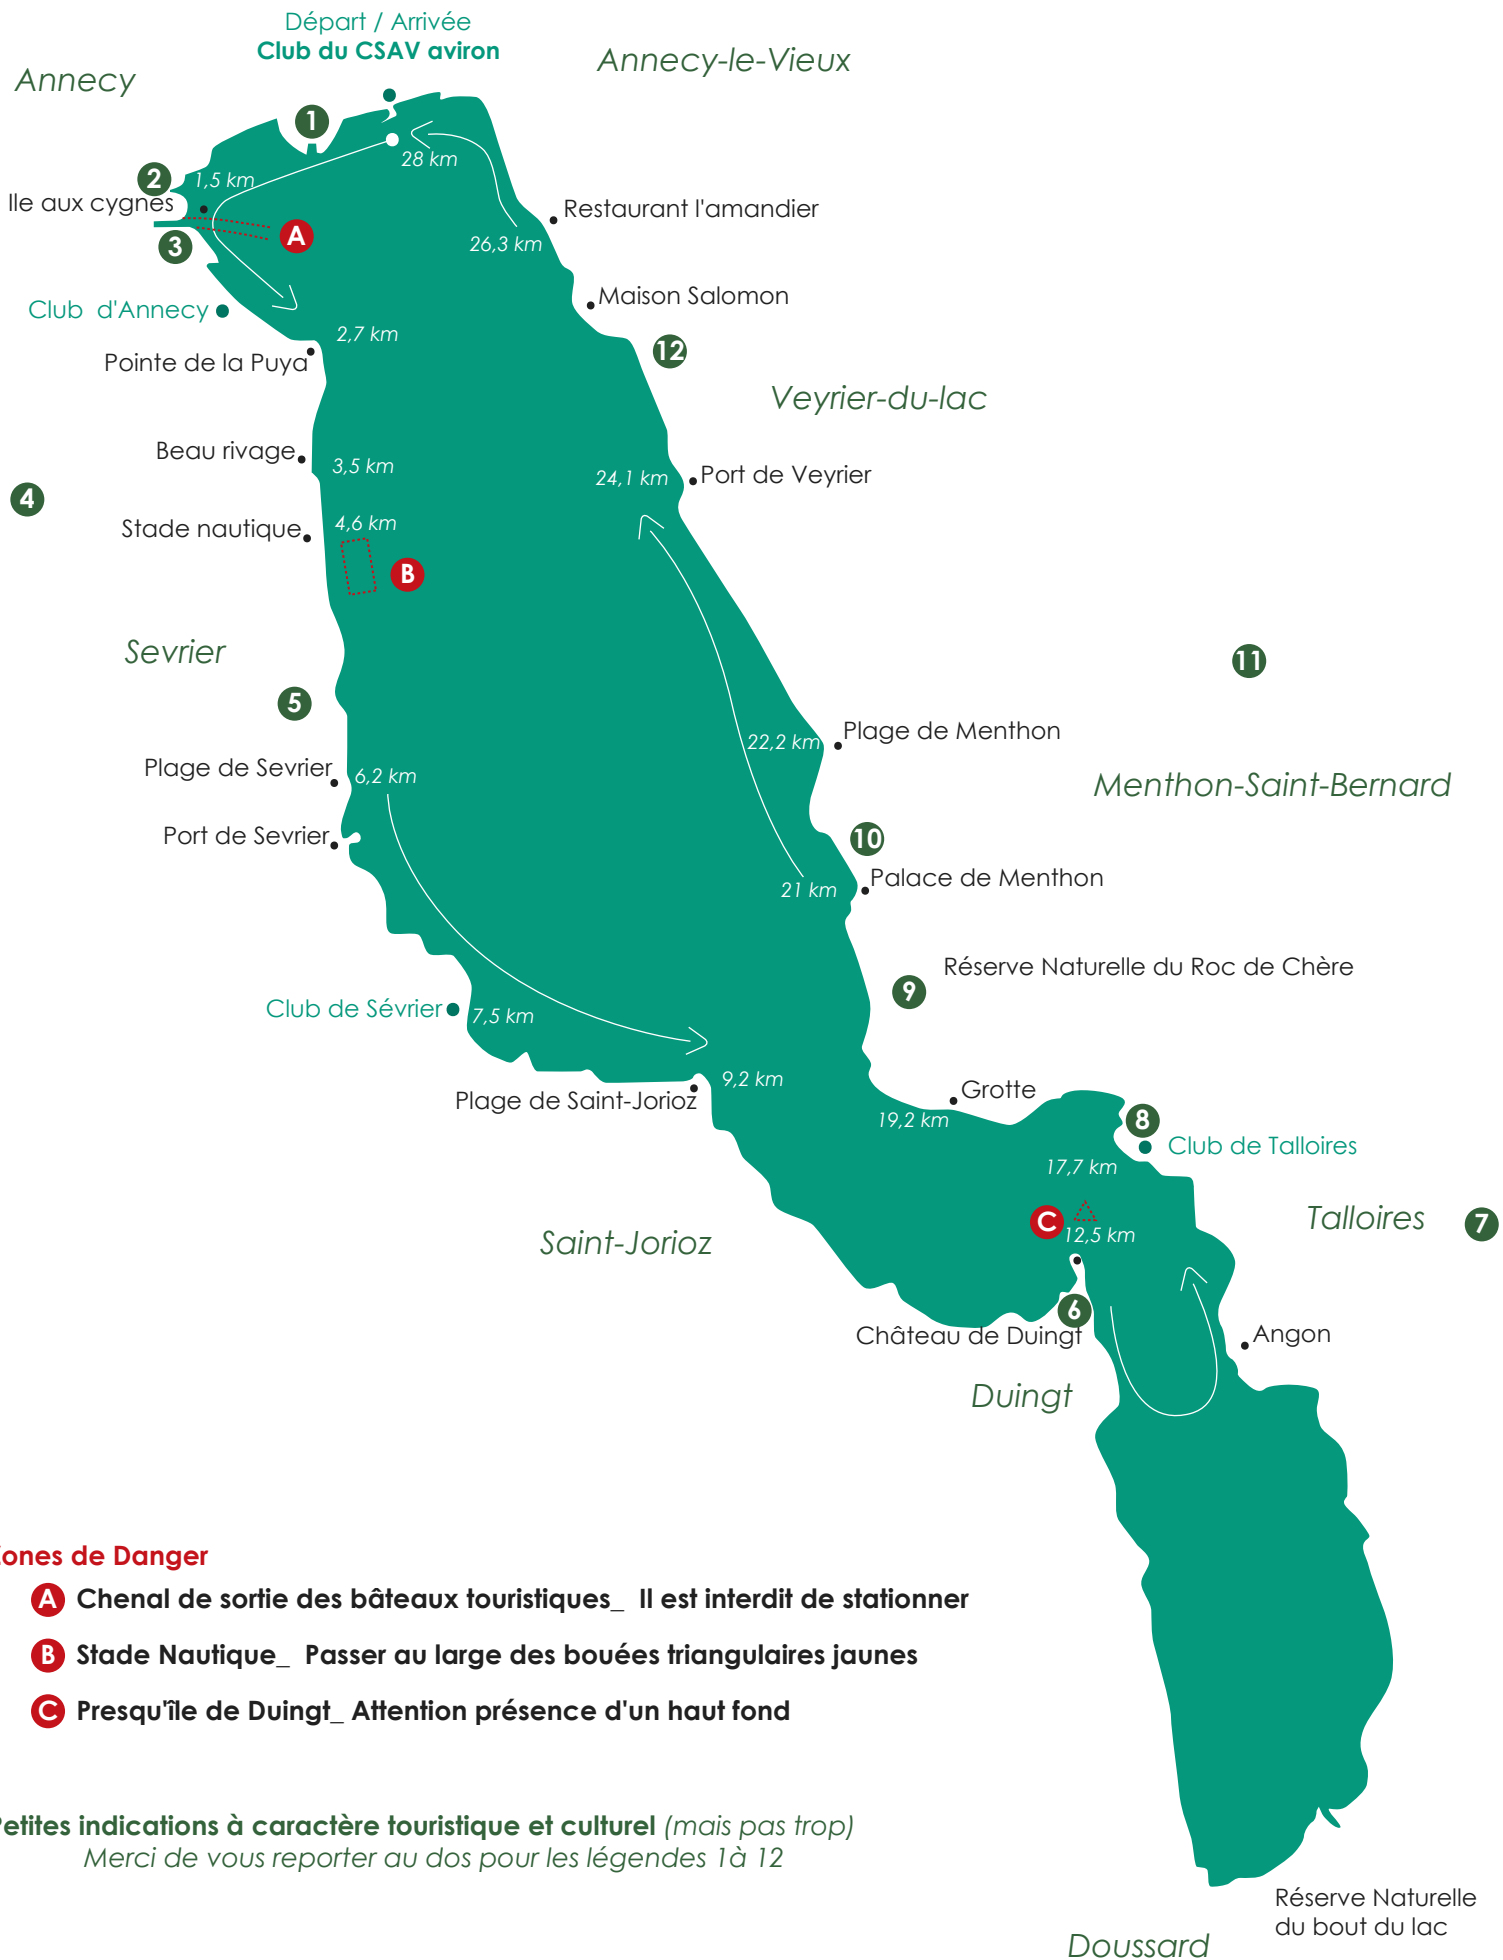 Départ / Arrivée
Club du CSAV aviron
Annecy-le-Vieux
Annecy
1
28 km
2
1,5 km
Ile aux cygnes
Restaurant l'amandier
A
3
26,3 km
Maison Salomon
Club d'Annecy
2,7 km
12
Pointe de la Puya
Veyrier-du-lac
Beau rivage
3,5 km
24,1 km
Port de Veyrier
4
Stade nautique
4,6 km
B
Sevrier
11
5
22,2 km
Plage de Menthon
Plage de Sevrier
6,2 km
Menthon-Saint-Bernard
Port de Sevrier
10
21 km
Palace de Menthon
Réserve Naturelle du Roc de Chère
9
Club de Sévrier
7,5 km
9,2 km
Plage de Saint-Jorioz
Grotte
19,2 km
8
Club de Talloires
17,7 km
C
12,5 km
Talloires
7
Saint-Jorioz
6
Château de Duingt
Angon
Duingt
Zones de Danger
A Chenal de sortie des bâteaux touristiques_ Il est interdit de stationner
B Stade Nautique_ Passer au large des bouées triangulaires jaunes
C Presqu'île de Duingt_ Attention présence d'un haut fond
Petites indications à caractère touristique et culturel (mais pas trop)
Merci de vous reporter au dos pour les légendes 1à 12
Réserve Naturelle
du bout du lac
Doussard